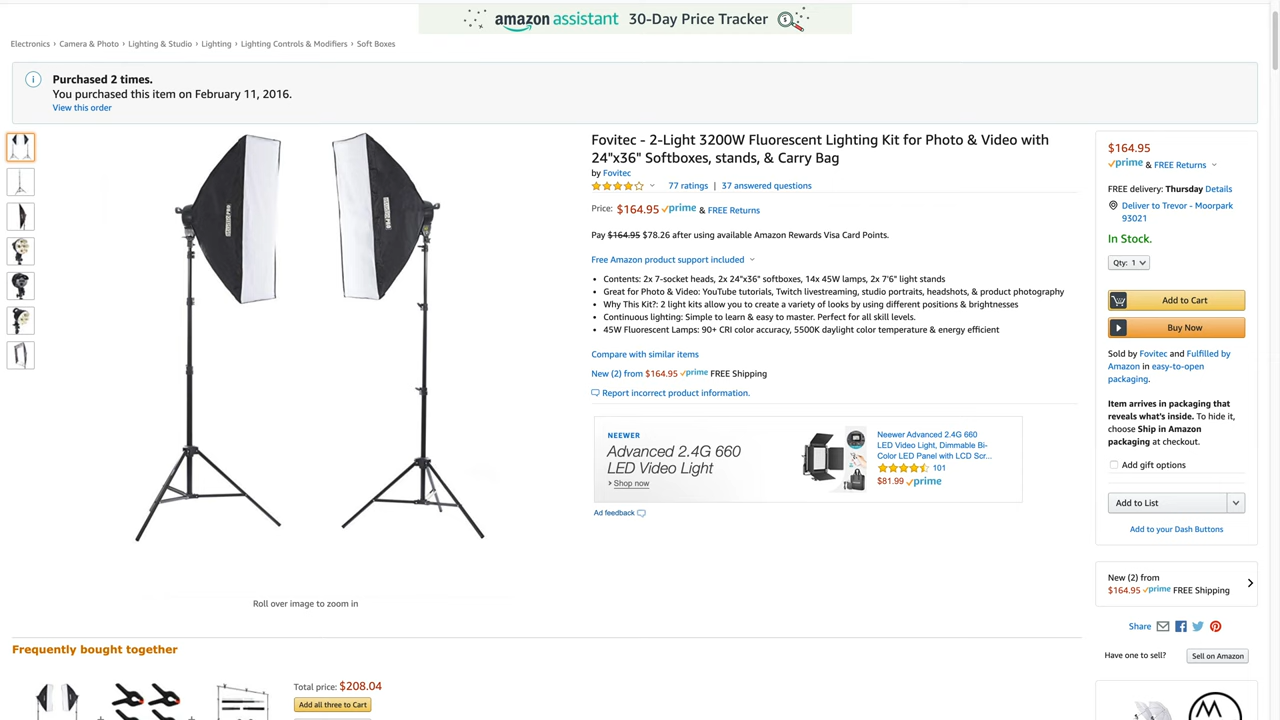 amazon assistant 30-Day Price Tracker
Electronics › Camera & Photo › Lighting & Studio › Lighting › Lighting Controls & Modifiers › Soft Boxes
Purchased 2 times.
You purchased this item on February 11, 2016.
View this order
Roll over image to zoom in
Fovitec - 2-Light 3200W Fluorescent Lighting Kit for Photo & Video with
24"x36" Softboxes, stands, & Carry Bag
by Fovitec
77 ratings | 37 answered questions
Price: $164.95 prime & FREE Returns
Pay $164.95 $78.26 after using available Amazon Rewards Visa Card Points.
Free Amazon product support included
• Contents: 2x 7-socket heads, 2x 24"x36" softboxes, 14x 45W lamps, 2x 7'6" light stands
• Great for Photo & Video: YouTube tutorials, Twitch livestreaming, studio portraits, headshots, & product photography
• Why This Kit?: 2 light kits allow you to create a variety of looks by using different positions & brightnesses
• Continuous lighting: Simple to learn & easy to master. Perfect for all skill levels.
• 45W Fluorescent Lamps: 90+ CRI color accuracy, 5500K daylight color temperature & energy efficient
Compare with similar items
New (2) from $164.95 prime FREE Shipping
Report incorrect product information.
NEEWER
Advanced 2.4G 660
LED Video Light
› Shop now
Neewer Advanced 2.4G 660
LED Video Light, Dimmable Bi-
Color LED Panel with LCD Scr...
101
$81.99 prime
Ad feedback
$164.95
prime & FREE Returns
FREE delivery: Thursday Details
Deliver to Trevor - Moorpark
93021
In Stock.
Qty: 1
Add to Cart
Buy Now
Sold by Fovitec and Fulfilled by
Amazon in easy-to-open
packaging.
Item arrives in packaging that
reveals what's inside. To hide it,
choose Ship in Amazon
packaging at checkout.
Add gift options
Add to List
Add to your Dash Buttons
New (2) from
$164.95 prime FREE Shipping
Share
Have one to sell? Sell on Amazon
Frequently bought together
Total price: $208.04
Add all three to Cart